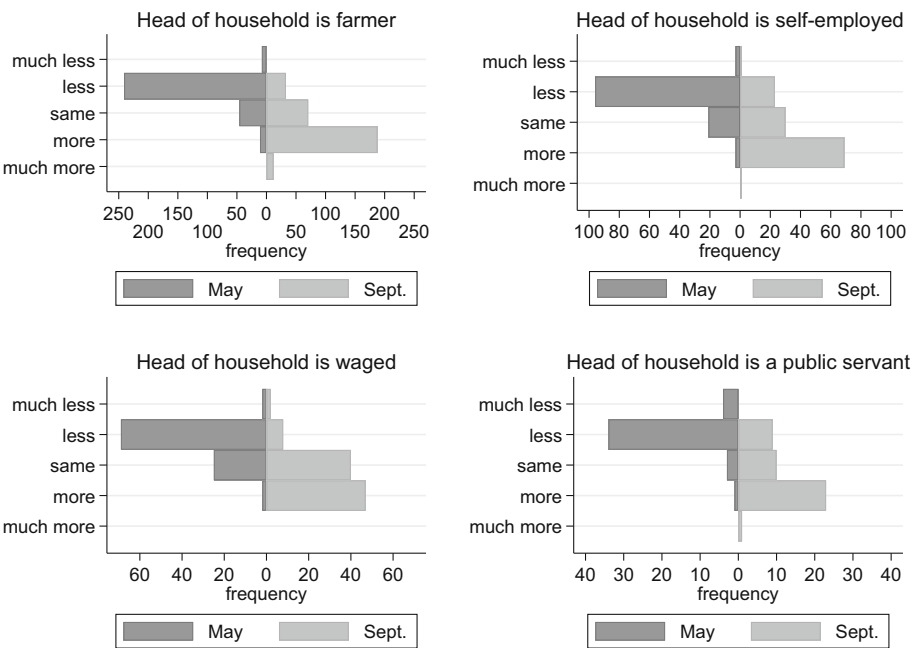 Head of household is farmer
much less
less
same
more
much more
250 150 50 0 50 150 250
200 100 100 200
frequency
May Sept.
Head of household is self-employed
much less
less
same
more
much more
100 80 60 40 20 0 20 40 60 80 100
frequency
May Sept.
Head of household is waged
much less
less
same
more
much more
60 40 20 0 20 40 60
frequency
May Sept.
Head of household is a public servant
much less
less
same
more
much more
40 30 20 10 0 10 20 30 40
frequency
May Sept.